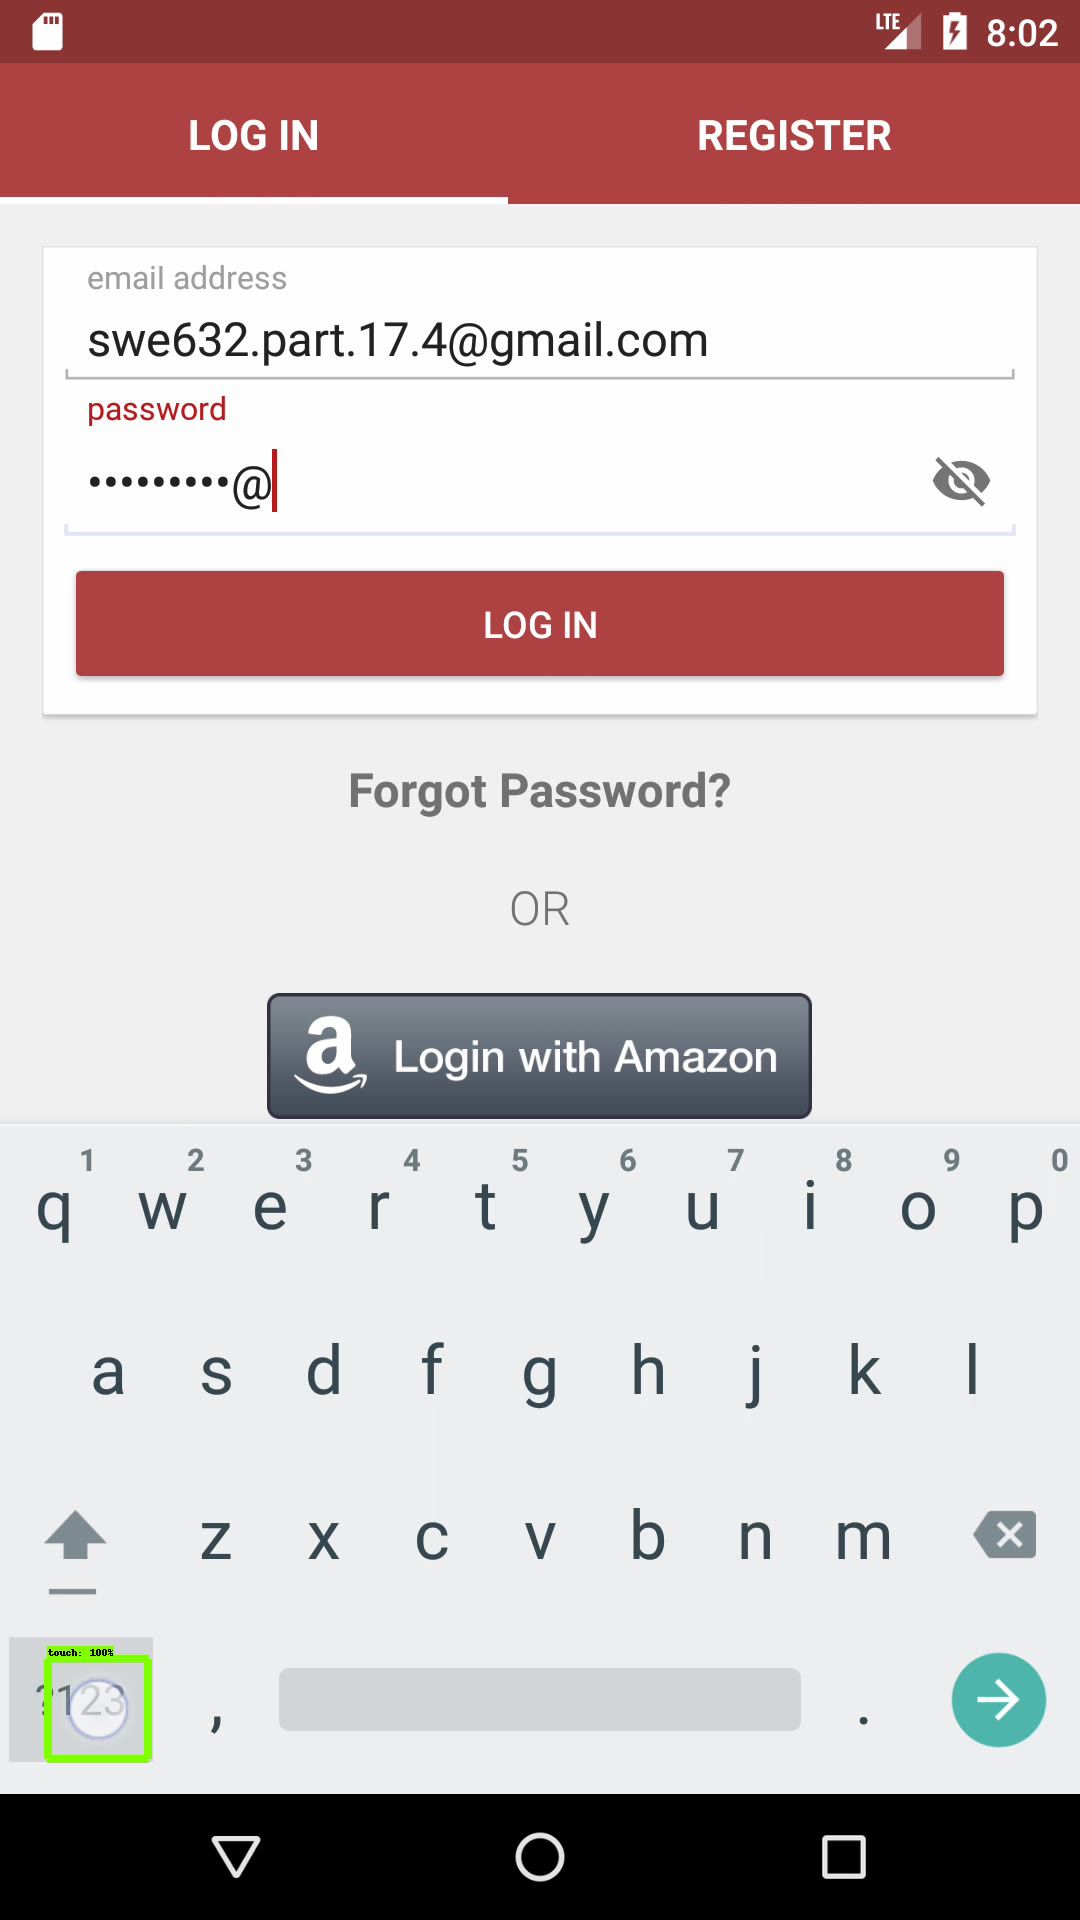 LTE 8:02
LOG IN REGISTER
email address
swe632.part.17.4@gmail.com
password
•••••••••@
LOG IN
Forgot Password?
OR
a Login with Amazon
1 2 3 4 5 6 7 8 9 0
q w e r t y u i o p
a s d f g h j k l
z x c v b n m
touch: 100%
?123 , .